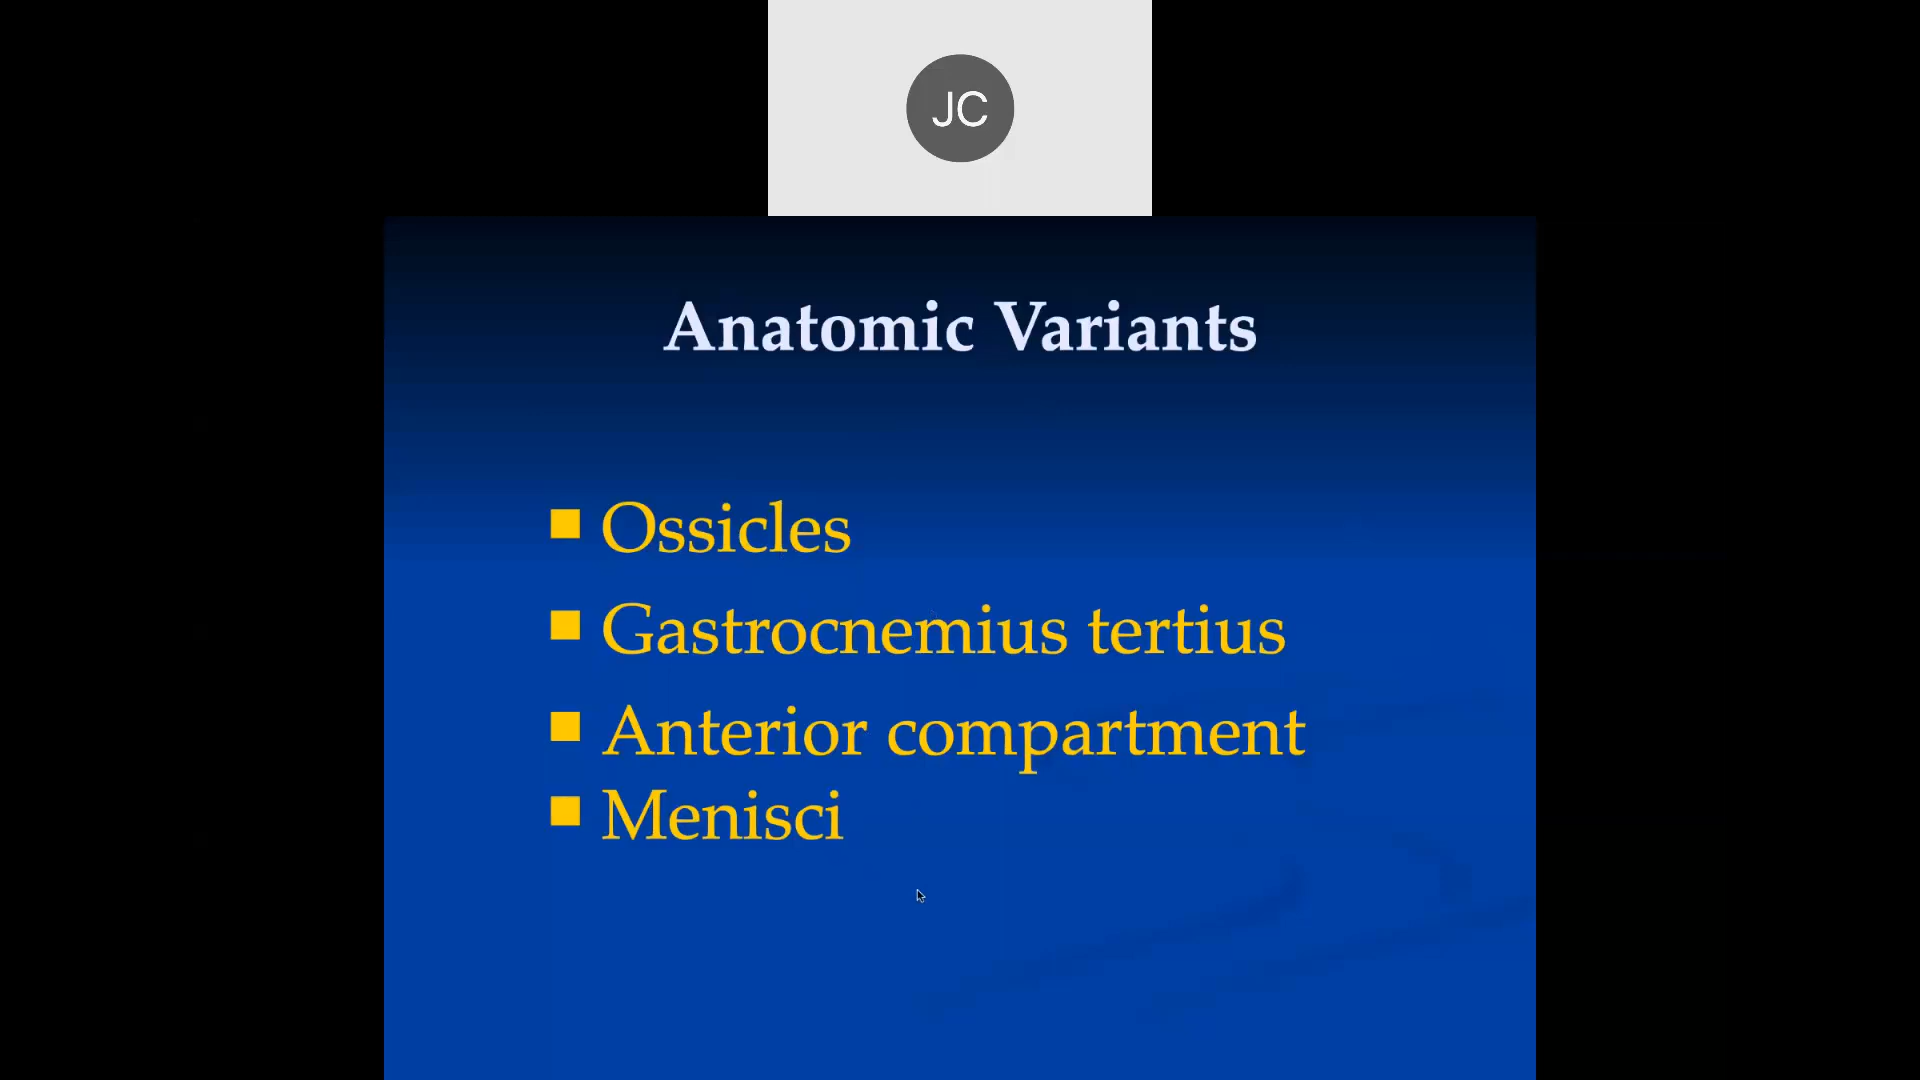 JC
Anatomic Variants
Ossicles
Gastrocnemius tertius
Anterior compartment
Menisci